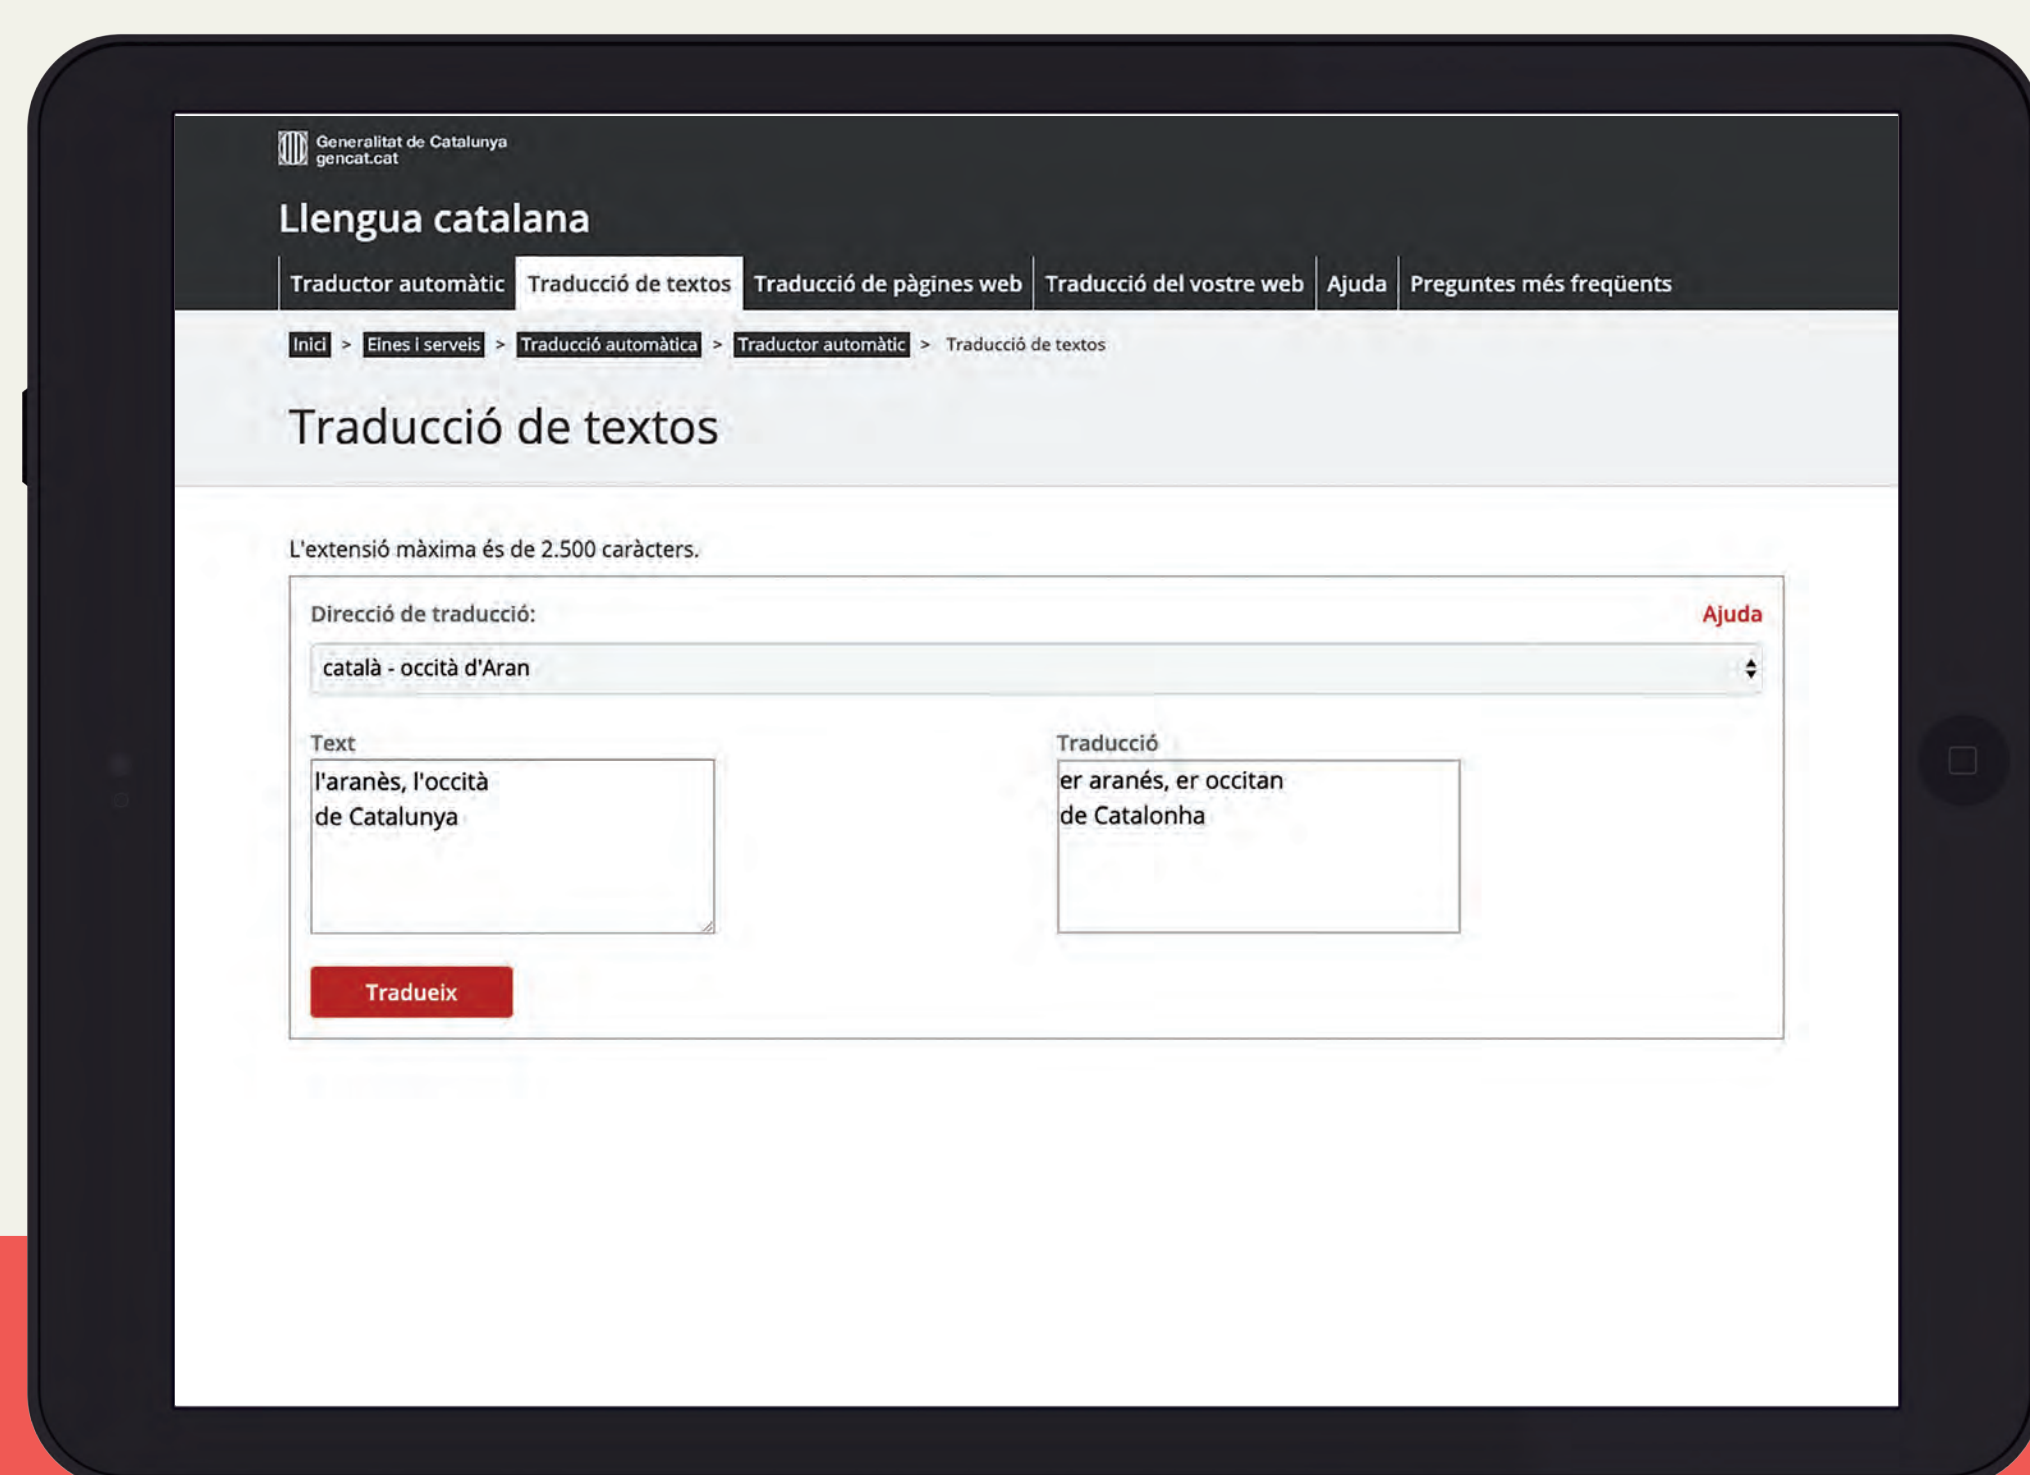 Generalitat de Catalunya
gencat.cat
Llengua catalana
Traductor automàtic Traducció de textos Traducció de pàgines web Traducció del vostre web Ajuda Preguntes més freqüents
Inici > Eines i serveis > Traducció automàtica > Traductor automàtic > Traducció de textos
Traducció de textos
L'extensió màxima és de 2.500 caràcters.
Direcció de traducció: Ajuda
català - occità d'Aran
Text
l'aranès, l'occità
de Catalunya
Traducció
er aranés, er occitan
de Catalonha
Tradueix